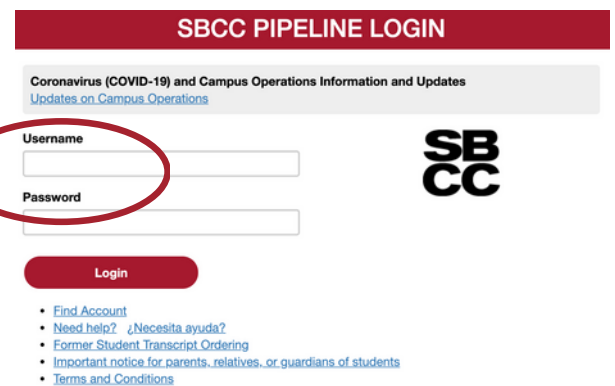 SBCC PIPELINE LOGIN
Coronavirus (COVID-19) and Campus Operations Information and Updates
Updates on Campus Operations
Username
SB
CC
Password
Login
• Find Account
• Need help? ¿Necesita ayuda?
• Former Student Transcript Ordering
• Important notice for parents, relatives, or guardians of students
• Terms and Conditions